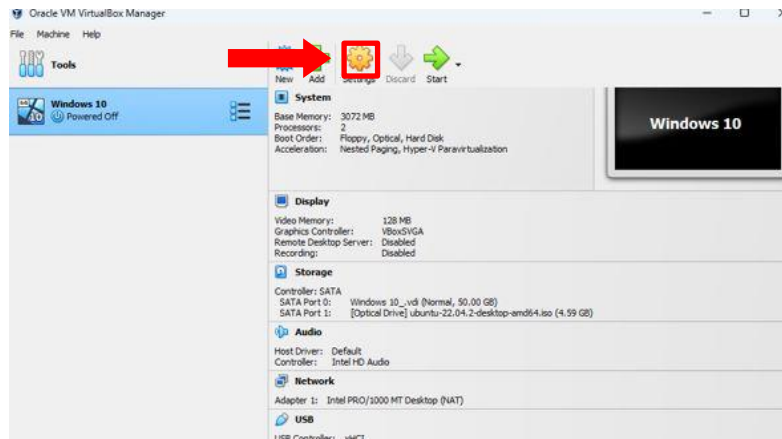 Oracle VM VirtualBox Manager
File Machine Help
Tools
New Add Settings Discard Start
Windows 10
Powered Off
System
Base Memory: 3072 MB
Processors: 2
Boot Order: Floppy, Optical, Hard Disk
Acceleration: Nested Paging, Hyper-V Paravirtualization
Windows 10
Display
Video Memory: 128 MB
Graphics Controller: VBoxSVGA
Remote Desktop Server: Disabled
Recording: Disabled
Storage
Controller: SATA
SATA Port 0: Windows 10_.vdi (Normal, 50.00 GB)
SATA Port 1: [Optical Drive] ubuntu-22.04.2-desktop-amd64.iso (4.59 GB)
Audio
Host Driver: Default
Controller: Intel HD Audio
Network
Adapter 1: Intel PRO/1000 MT Desktop (NAT)
USB
USB Controller: xHCI